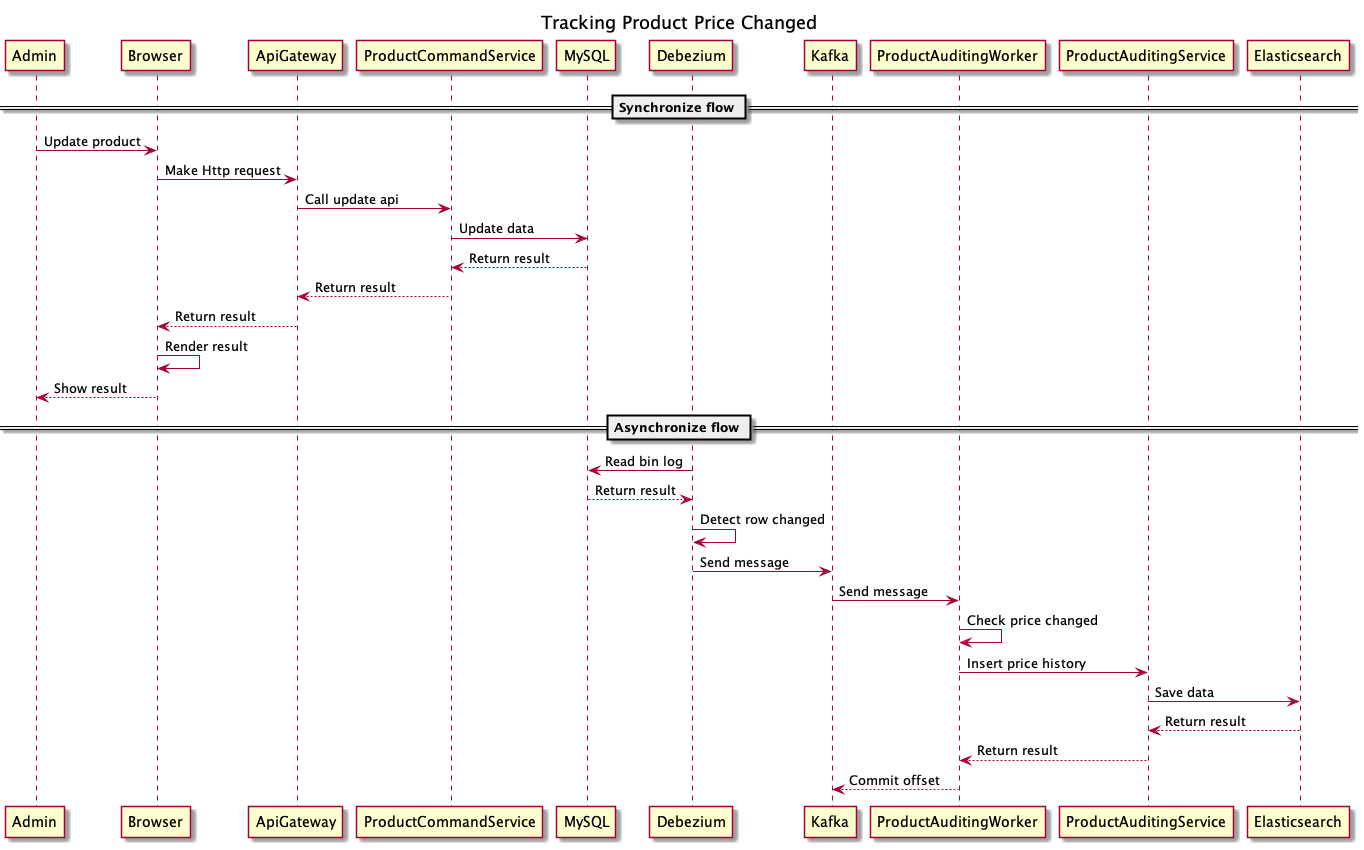 Tracking Product Price Changed
Admin Browser ApiGateway ProductCommandService MySQL Debezium Kafka ProductAuditingWorker ProductAuditingService Elasticsearch
Synchronize flow
Update product
Make Http request
Call update api
Update data
Return result
Return result
Return result
Render result
Show result
Asynchronize flow
Read bin log
Return result
Detect row changed
Send message
Send message
Check price changed
Insert price history
Save data
Return result
Return result
Commit offset
Admin Browser ApiGateway ProductCommandService MySQL Debezium Kafka ProductAuditingWorker ProductAuditingService Elasticsearch